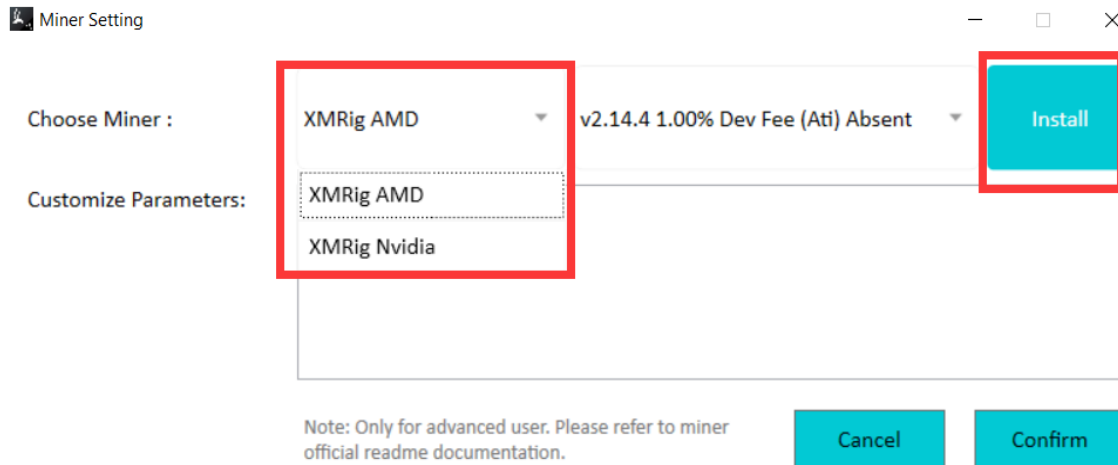 Miner Setting
Choose Miner :
XMRig AMD
v2.14.4 1.00% Dev Fee (Ati) Absent
Install
Customize Parameters:
XMRig AMD
XMRig Nvidia
Note: Only for advanced user. Please refer to miner
official readme documentation.
Cancel
Confirm